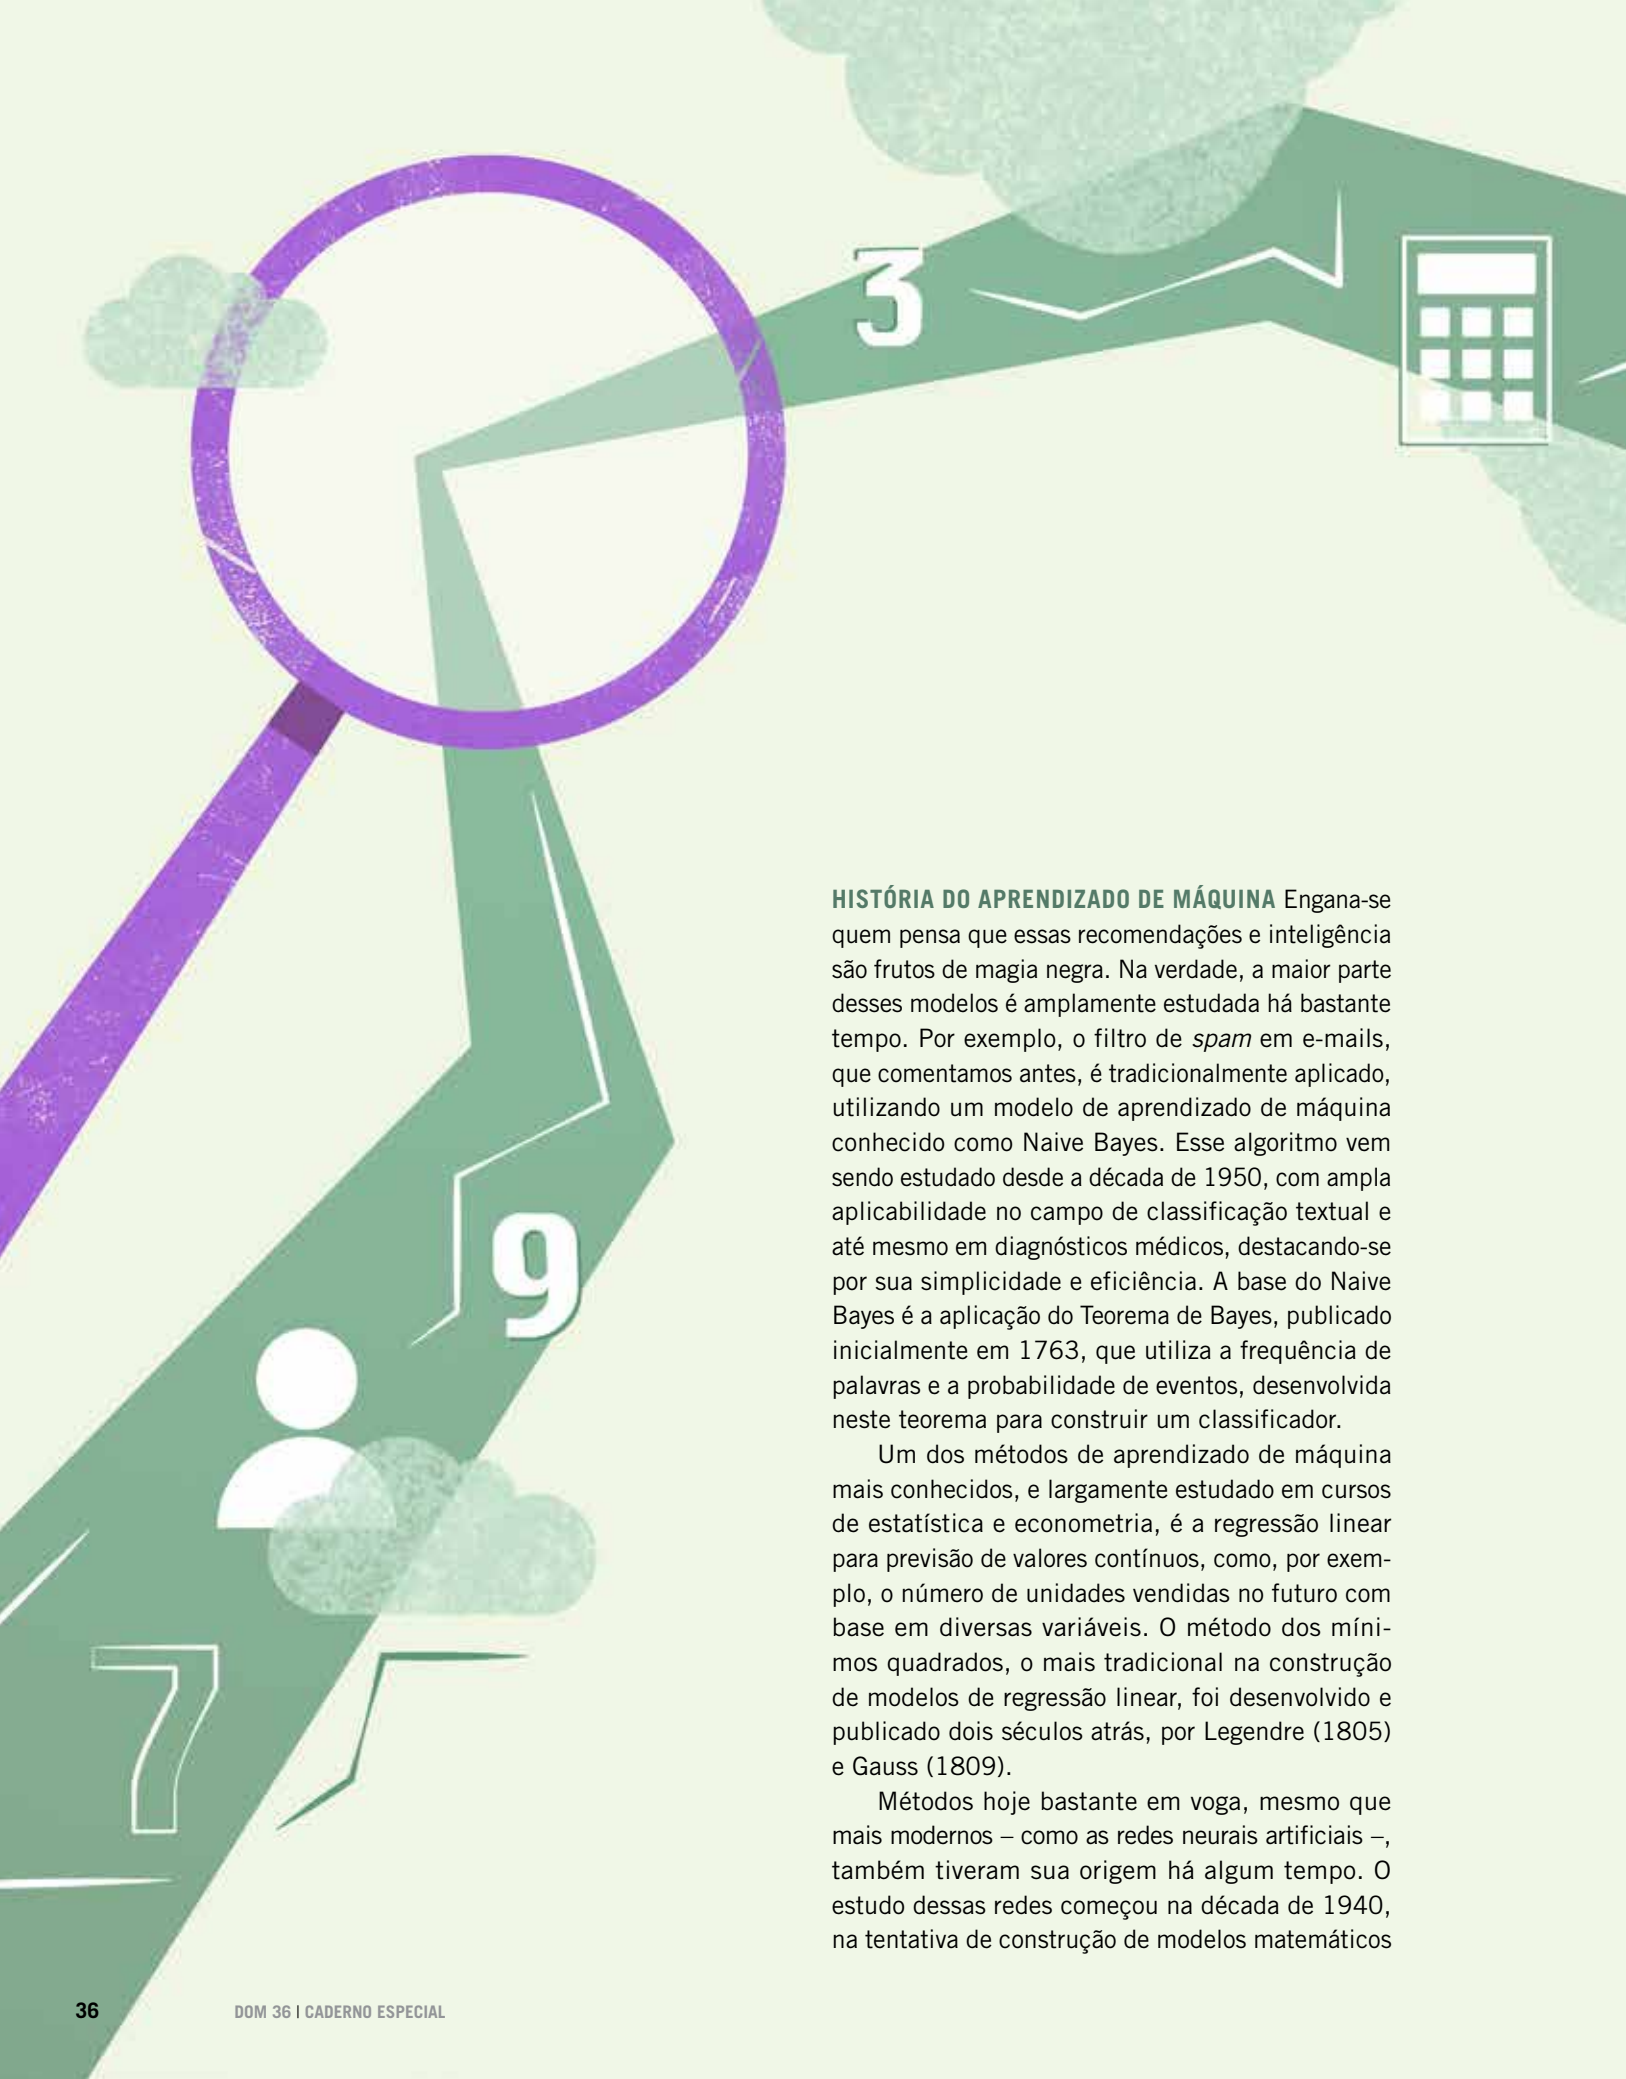 3
9
7
HISTÓRIA DO APRENDIZADO DE MÁQUINA Engana-se
quem pensa que essas recomendações e inteligência
são frutos de magia negra. Na verdade, a maior parte
desses modelos é amplamente estudada há bastante
tempo. Por exemplo, o filtro de spam em e-mails,
que comentamos antes, é tradicionalmente aplicado,
utilizando um modelo de aprendizado de máquina
conhecido como Naive Bayes. Esse algoritmo vem
sendo estudado desde a década de 1950, com ampla
aplicabilidade no campo de classificação textual e
até mesmo em diagnósticos médicos, destacando-se
por sua simplicidade e eficiência. A base do Naive
Bayes é a aplicação do Teorema de Bayes, publicado
inicialmente em 1763, que utiliza a frequência de
palavras e a probabilidade de eventos, desenvolvida
neste teorema para construir um classificador.
Um dos métodos de aprendizado de máquina
mais conhecidos, e largamente estudado em cursos
de estatística e econometria, é a regressão linear
para previsão de valores contínuos, como, por exem-
plo, o número de unidades vendidas no futuro com
base em diversas variáveis. O método dos míni-
mos quadrados, o mais tradicional na construção
de modelos de regressão linear, foi desenvolvido e
publicado dois séculos atrás, por Legendre (1805)
e Gauss (1809).
Métodos hoje bastante em voga, mesmo que
mais modernos – como as redes neurais artificiais –,
também tiveram sua origem há algum tempo. O
estudo dessas redes começou na década de 1940,
na tentativa de construção de modelos matemáticos
36 DOM 36 | CADERNO ESPECIAL